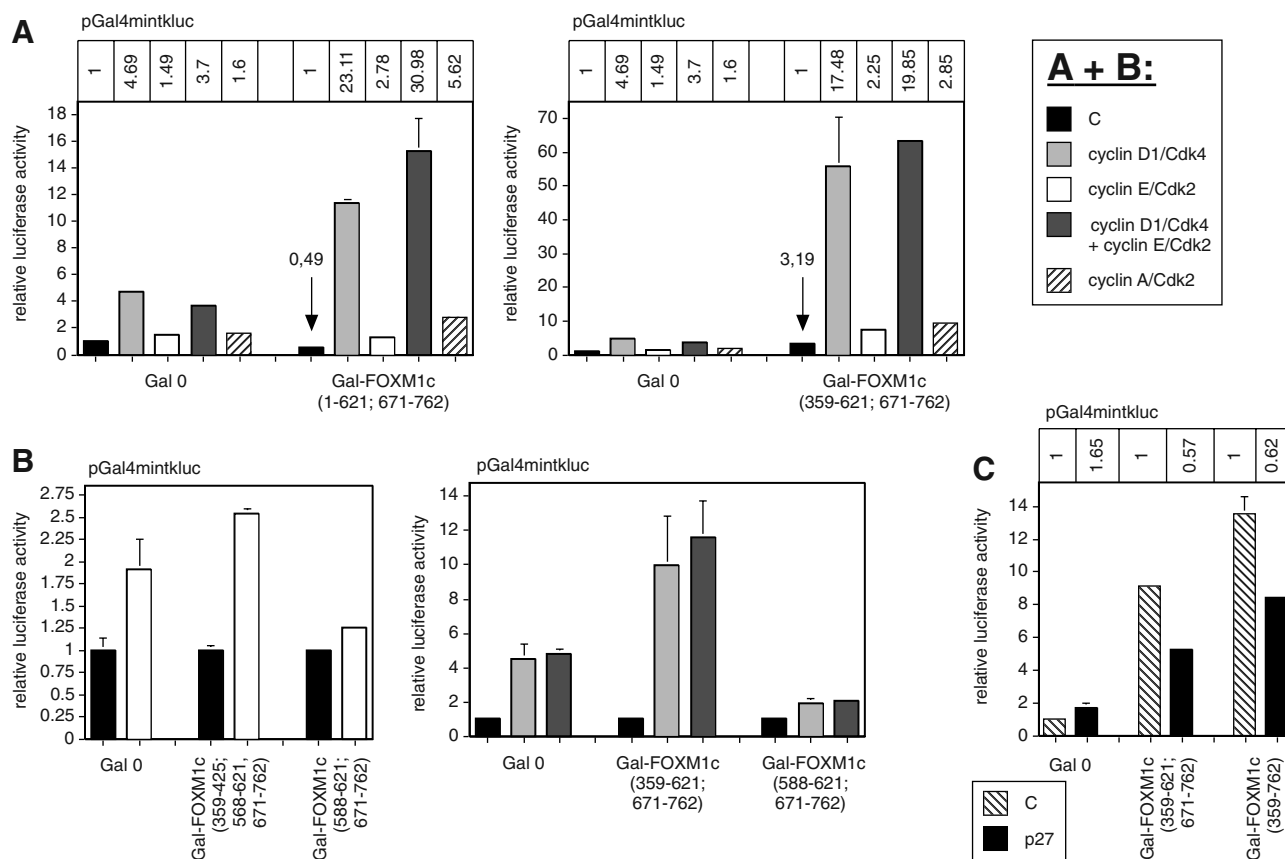 A
pGal4mintkluc
1 4.69 1.49 3.7 1.6 1 23.11 2.78 30.98 5.62
relative luciferase activity
18
16
14
12
10
8
6
4
2
0
0,49
Gal 0
Gal-FOXM1c
(1-621; 671-762)
pGal4mintkluc
1 4.69 1.49 3.7 1.6 1 17.48 2.25 19.85 2.85
relative luciferase activity
70
60
50
40
30
20
10
0
3,19
Gal 0
Gal-FOXM1c
(359-621; 671-762)
A + B:
C
cyclin D1/Cdk4
cyclin E/Cdk2
cyclin D1/Cdk4
+ cyclin E/Cdk2
cyclin A/Cdk2
B
pGal4mintkluc
relative luciferase activity
2.75
2.5
2.25
2
1.75
1.5
1.25
1
0.75
0.5
0.25
0
Gal 0
Gal-FOXM1c
(359-425;
568-621,
671-762)
Gal-FOXM1c
(588-621;
671-762)
pGal4mintkluc
relative luciferase activity
14
12
10
8
6
4
2
0
Gal 0
Gal-FOXM1c
(359-621;
671-762)
Gal-FOXM1c
(588-621;
671-762)
C
pGal4mintkluc
1 1.65 1 0.57 1 0.62
relative luciferase activity
14
12
10
8
6
4
2
0
Gal 0
Gal-FOXM1c
(359-621;
671-762)
Gal-FOXM1c
(359-762)
C
p27